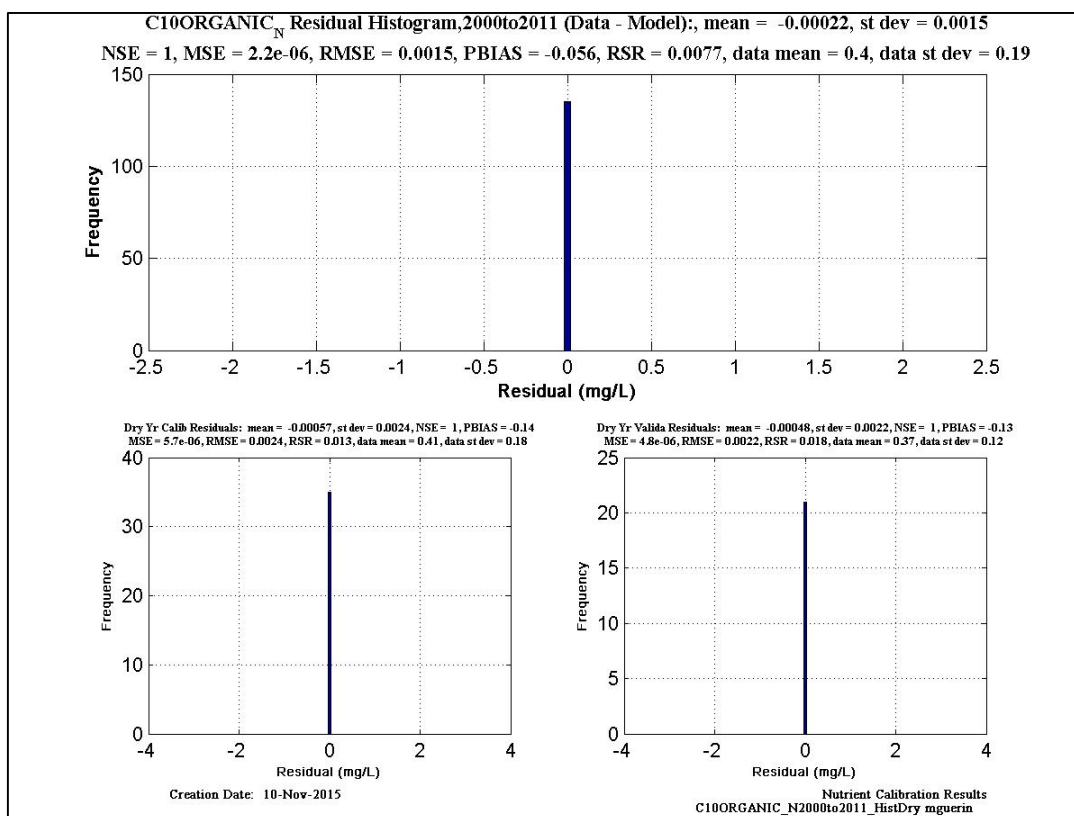 C10ORGANIC_N Residual Histogram,2000to2011 (Data - Model):, mean = -0.00022, st dev = 0.0015
NSE = 1, MSE = 2.2e-06, RMSE = 0.0015, PBIAS = -0.056, RSR = 0.0077, data mean = 0.4, data st dev = 0.19
150
100
50
0
Frequency
-2.5 -2 -1.5 -1 -0.5 0 0.5 1 1.5 2 2.5
Residual (mg/L)
Dry Yr Calib Residuals: mean = -0.00057, st dev = 0.0024, NSE = 1, PBIAS = -0.14
MSE = 5.7e-06, RMSE = 0.0024, RSR = 0.013, data mean = 0.41, data st dev = 0.18
40
30
20
10
0
Frequency
-4 -2 0 2 4
Residual (mg/L)
Dry Yr Valida Residuals: mean = -0.00048, st dev = 0.0022, NSE = 1, PBIAS = -0.13
MSE = 4.8e-06, RMSE = 0.0022, RSR = 0.018, data mean = 0.37, data st dev = 0.12
25
20
15
10
5
0
Frequency
-4 -2 0 2 4
Residual (mg/L)
Creation Date: 10-Nov-2015
Nutrient Calibration Results
C10ORGANIC_N2000to2011_HistDry mguerin